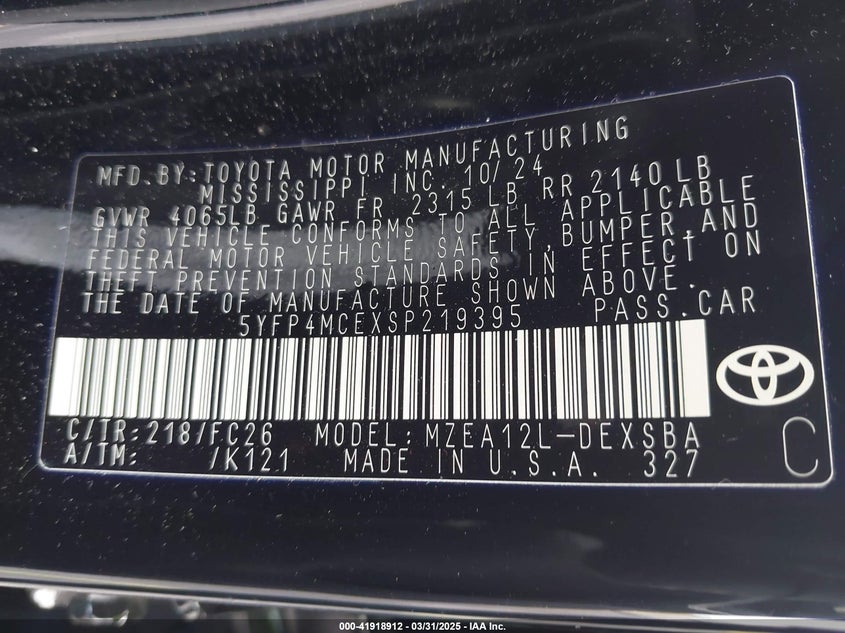 MFD.BY:TOYOTA MOTOR MANUFACTURING
MISSISSIPPI INC. 10/24
GVWR 4065LB GAWR FR 2315 LB RR 2140LB
THIS VEHICLE CONFORMS TO ALL APPLICABLE
FEDERAL MOTOR VEHICLE SAFETY,BUMPER,AND
THEFT PREVENTION STANDARDS IN EFFECT ON
THE DATE OF MANUFACTURE SHOWN ABOVE.
5YFP4MCEXSP219395 PASS.CAR
C/TR:218/FC26 MODEL:MZEA12L-DEXSBA
A/TM: /K121 MADE IN U.S.A. 327
C
000-41918912 - 03/31/2025 - IAA Inc.